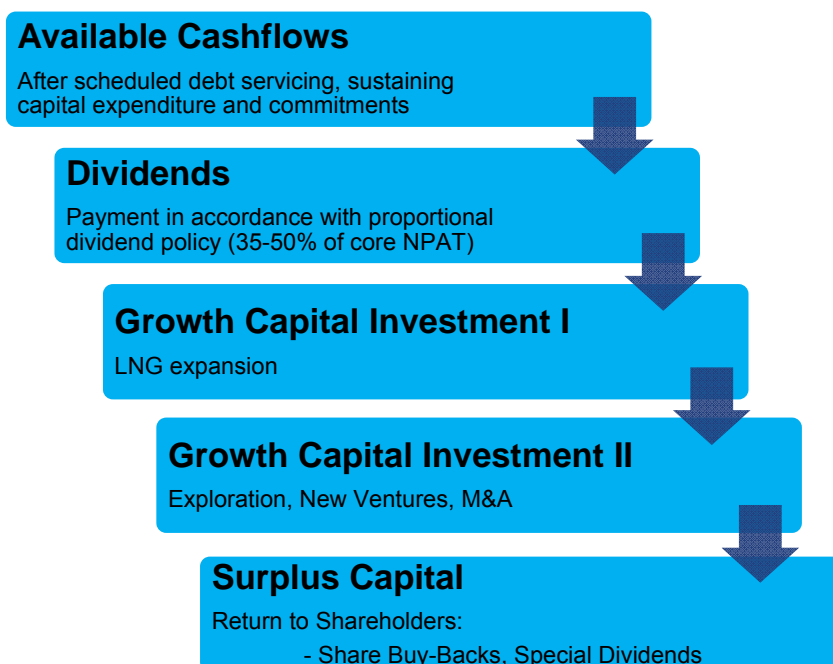 Available Cashflows
After scheduled debt servicing, sustaining
capital expenditure and commitments
Dividends
Payment in accordance with proportional
dividend policy (35-50% of core NPAT)
Growth Capital Investment I
LNG expansion
Growth Capital Investment II
Exploration, New Ventures, M&A
Surplus Capital
Return to Shareholders:
- Share Buy-Backs, Special Dividends